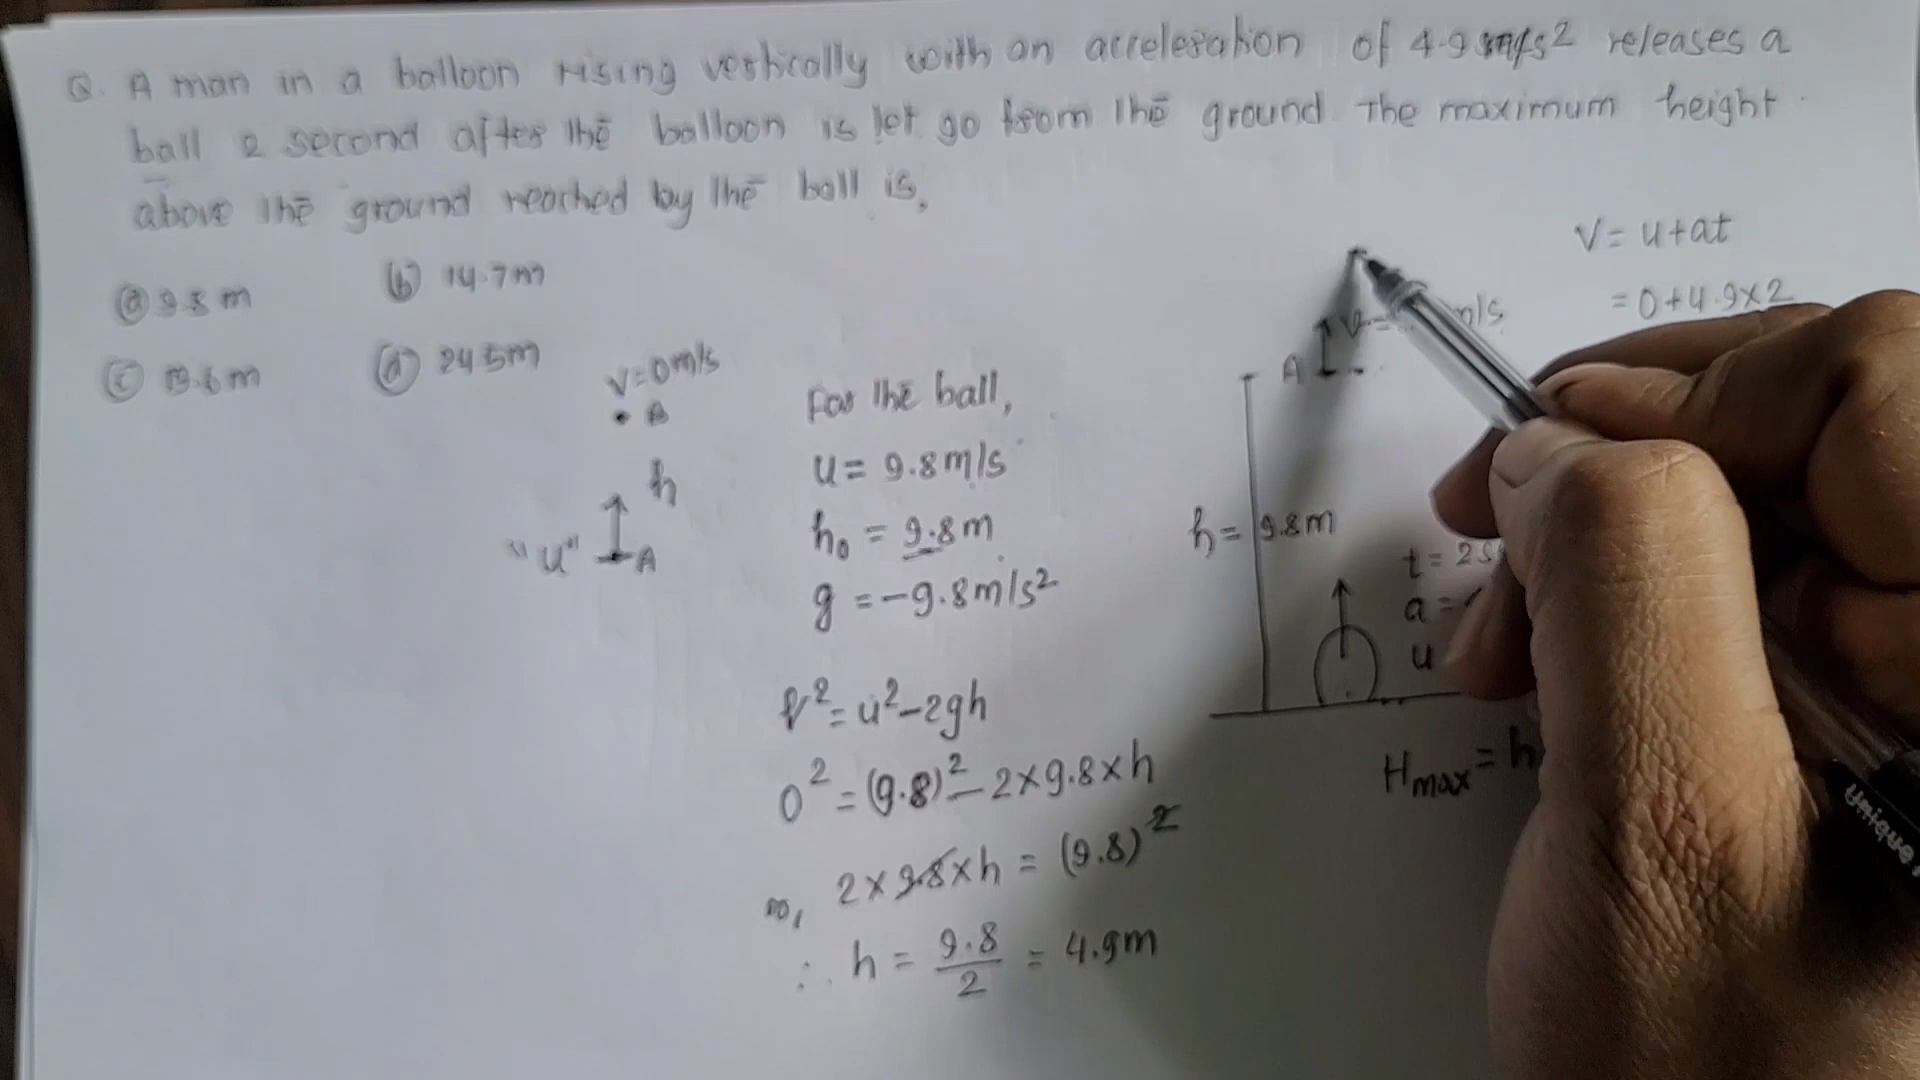 Q. A man in a balloon rising vertically with an acceleration of 4.9 m/s2 releases a
ball 2 second after the balloon is let go from the ground. The maximum height
above the ground reached by the ball is,
(a) 9.8 m
(b) 14.7m
(c) 19.6m
(d) 24.5m
V=0m/s
B
h
"u"
A
For the ball,
u = 9.8m/s
h₀ = 9.8m
g = -9.8m/s²
v² = u²-2gh
0² = (9.8)² - 2×9.8×h
2×9.8×h = (9.8)²
∴ h = 9.8/2 = 4.9m
V = u+at
= 0+4.9×2
m/s
A
h = 9.8m
t = 2s
a =
u
Hmax = h
Unique